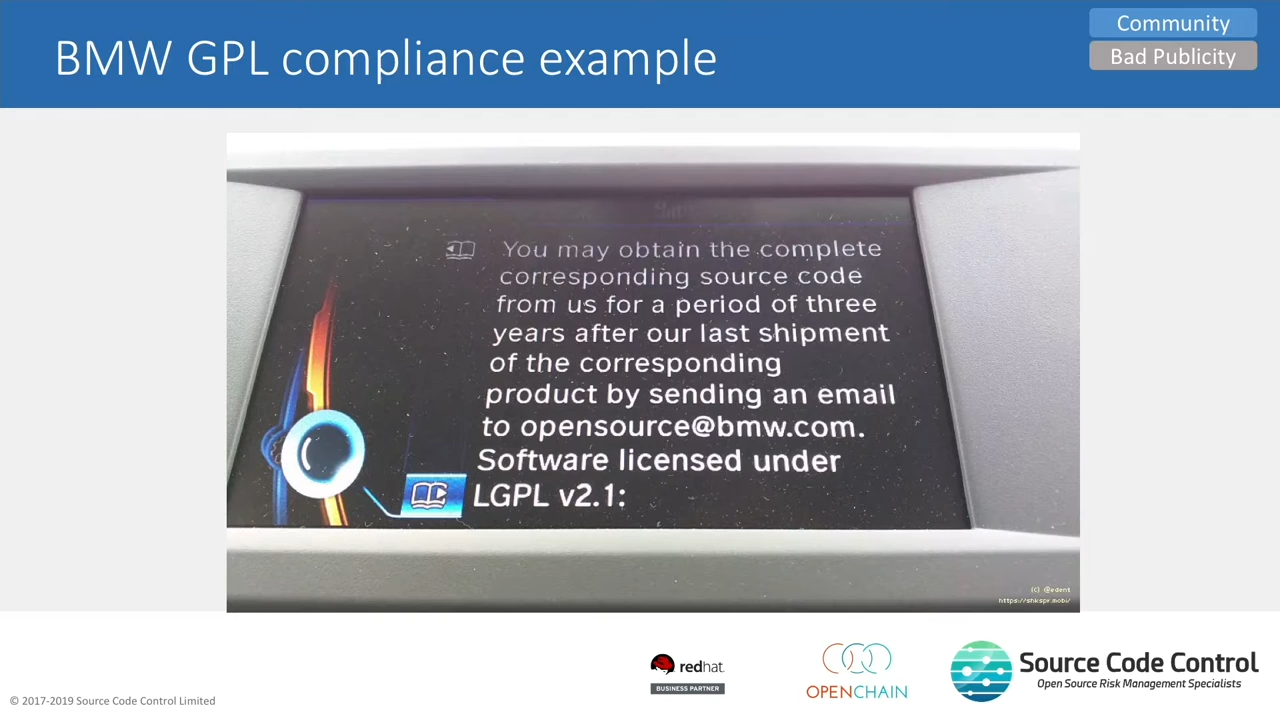 BMW GPL compliance example
Community
Bad Publicity
You may obtain the complete
corresponding source code
from us for a period of three
years after our last shipment
of the corresponding
product by sending an email
to opensource@bmw.com.
Software licensed under
LGPL v2.1:
(c) @edent
https://shkspr.mobi/
redhat.
BUSINESS PARTNER
OPENCHAIN
Source Code Control
Open Source Risk Management Specialists
© 2017-2019 Source Code Control Limited